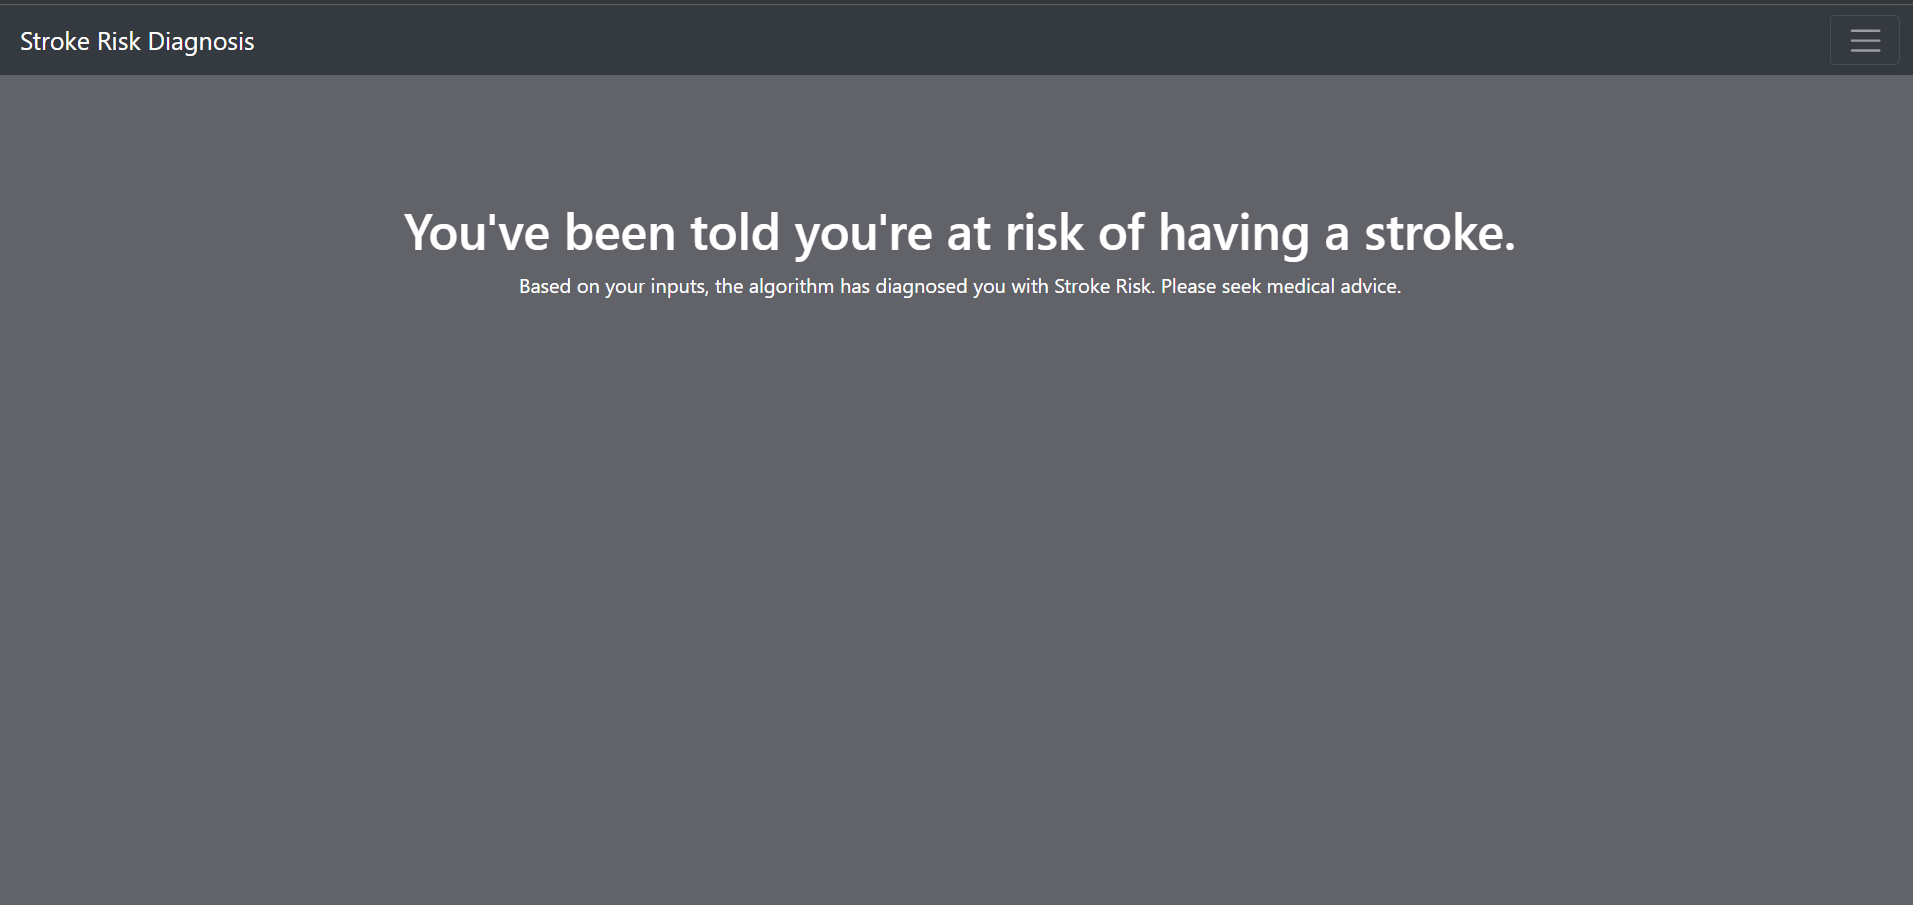 Stroke Risk Diagnosis
You've been told you're at risk of having a stroke.
Based on your inputs, the algorithm has diagnosed you with Stroke Risk. Please seek medical advice.